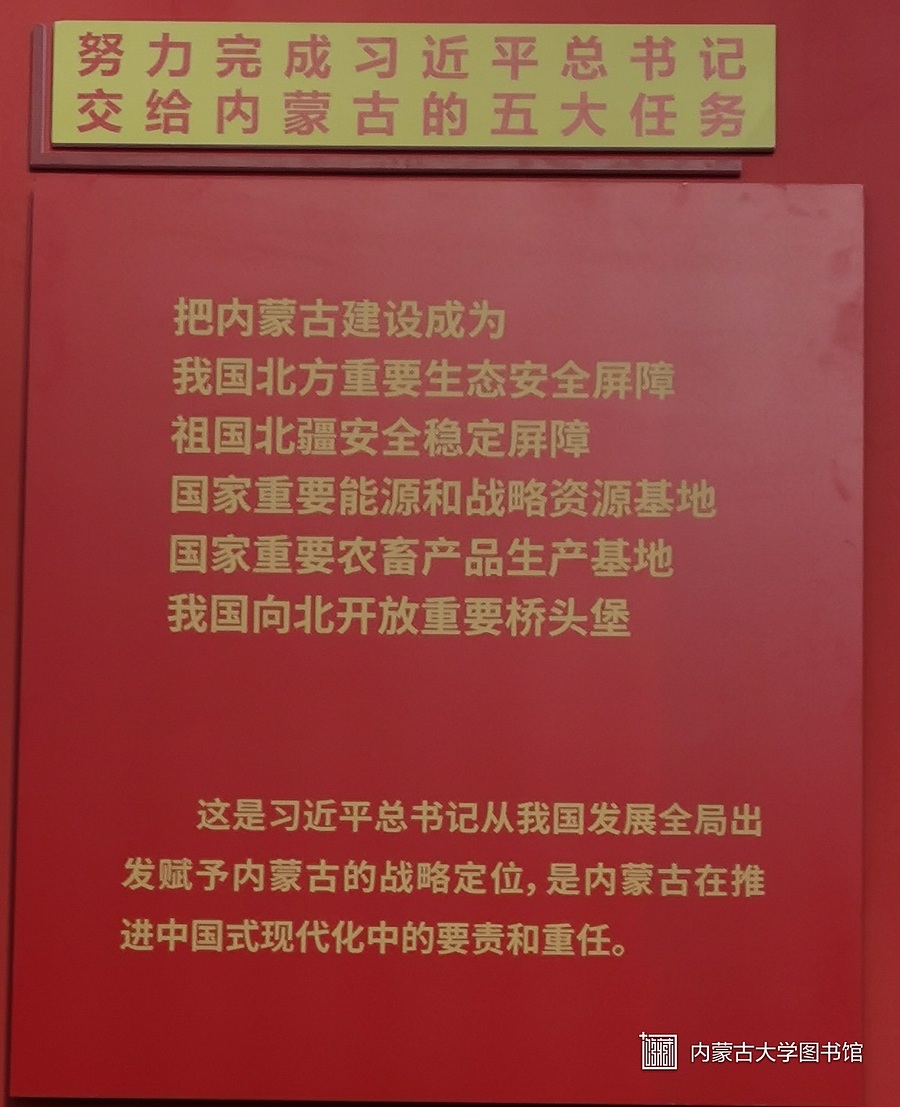 努力完成习近平总书记
交给内蒙古的五大任务
把内蒙古建设成为
我国北方重要生态安全屏障
祖国北疆安全稳定屏障
国家重要能源和战略资源基地
国家重要农畜产品生产基地
我国向北开放重要桥头堡
这是习近平总书记从我国发展全局出
发赋予内蒙古的战略定位，是内蒙古在推
进中国式现代化中的要责和重任。
内蒙古大学图书馆